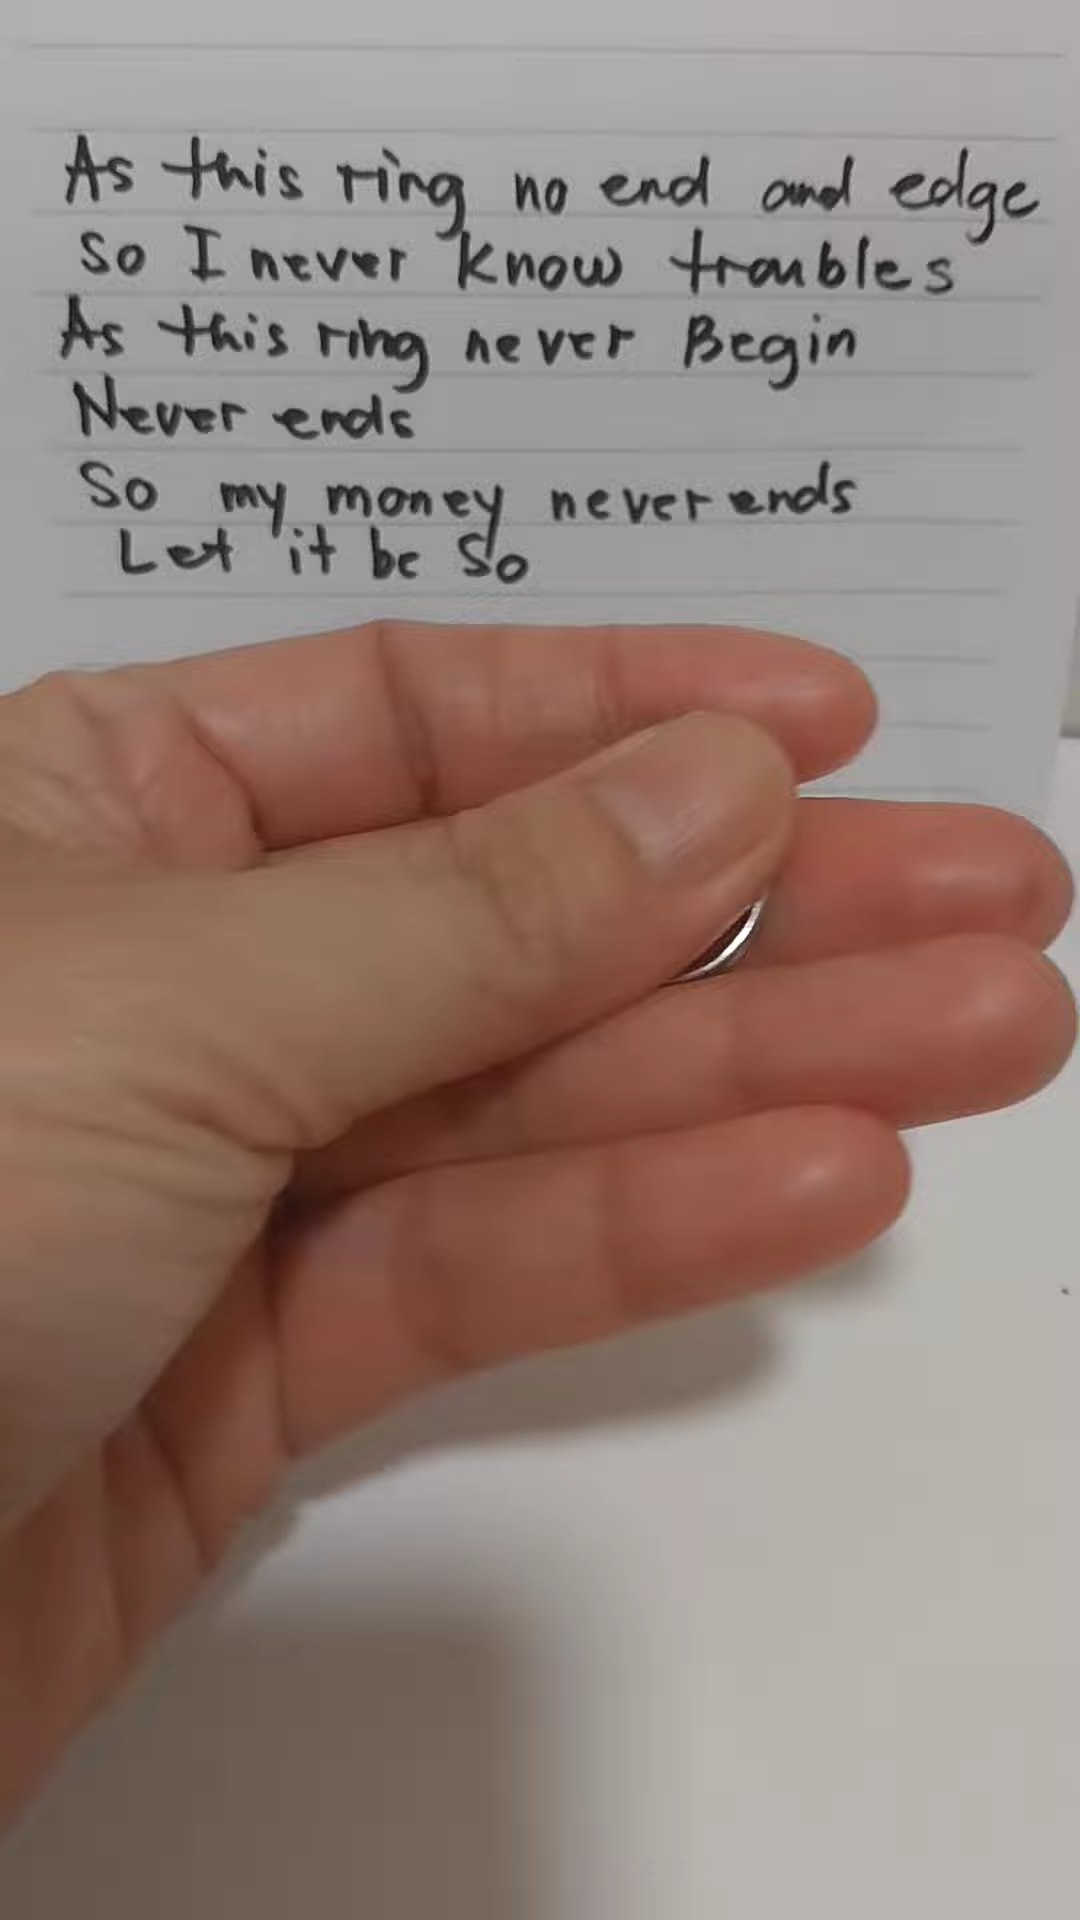 As this ring no end and edge
so I never know troubles
As this ring never Begin
Never ends
So my money never ends
Let it be So